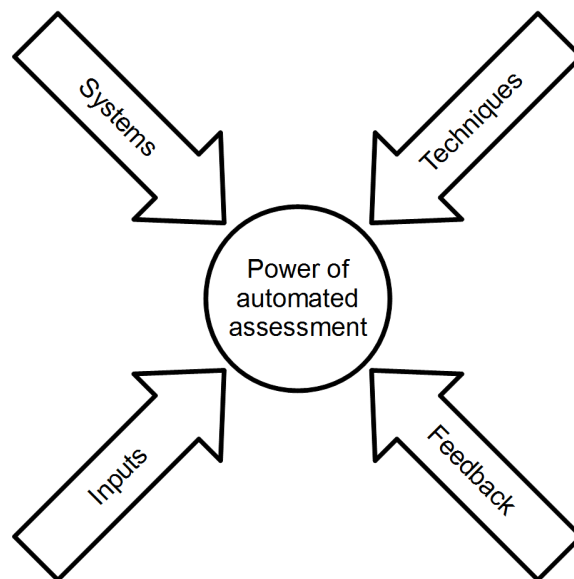 Systems
Techniques
Power of
automated
assessment
Inputs
Feedback